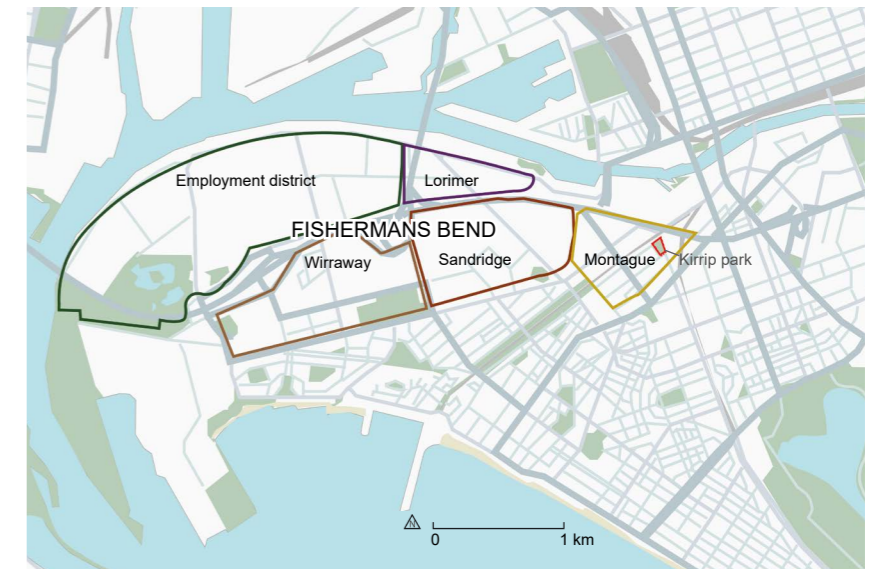 Employment district
Lorimer
FISHERMANS BEND
Wirraway
Sandridge
Montague
Kirrip park
N
0
1 km